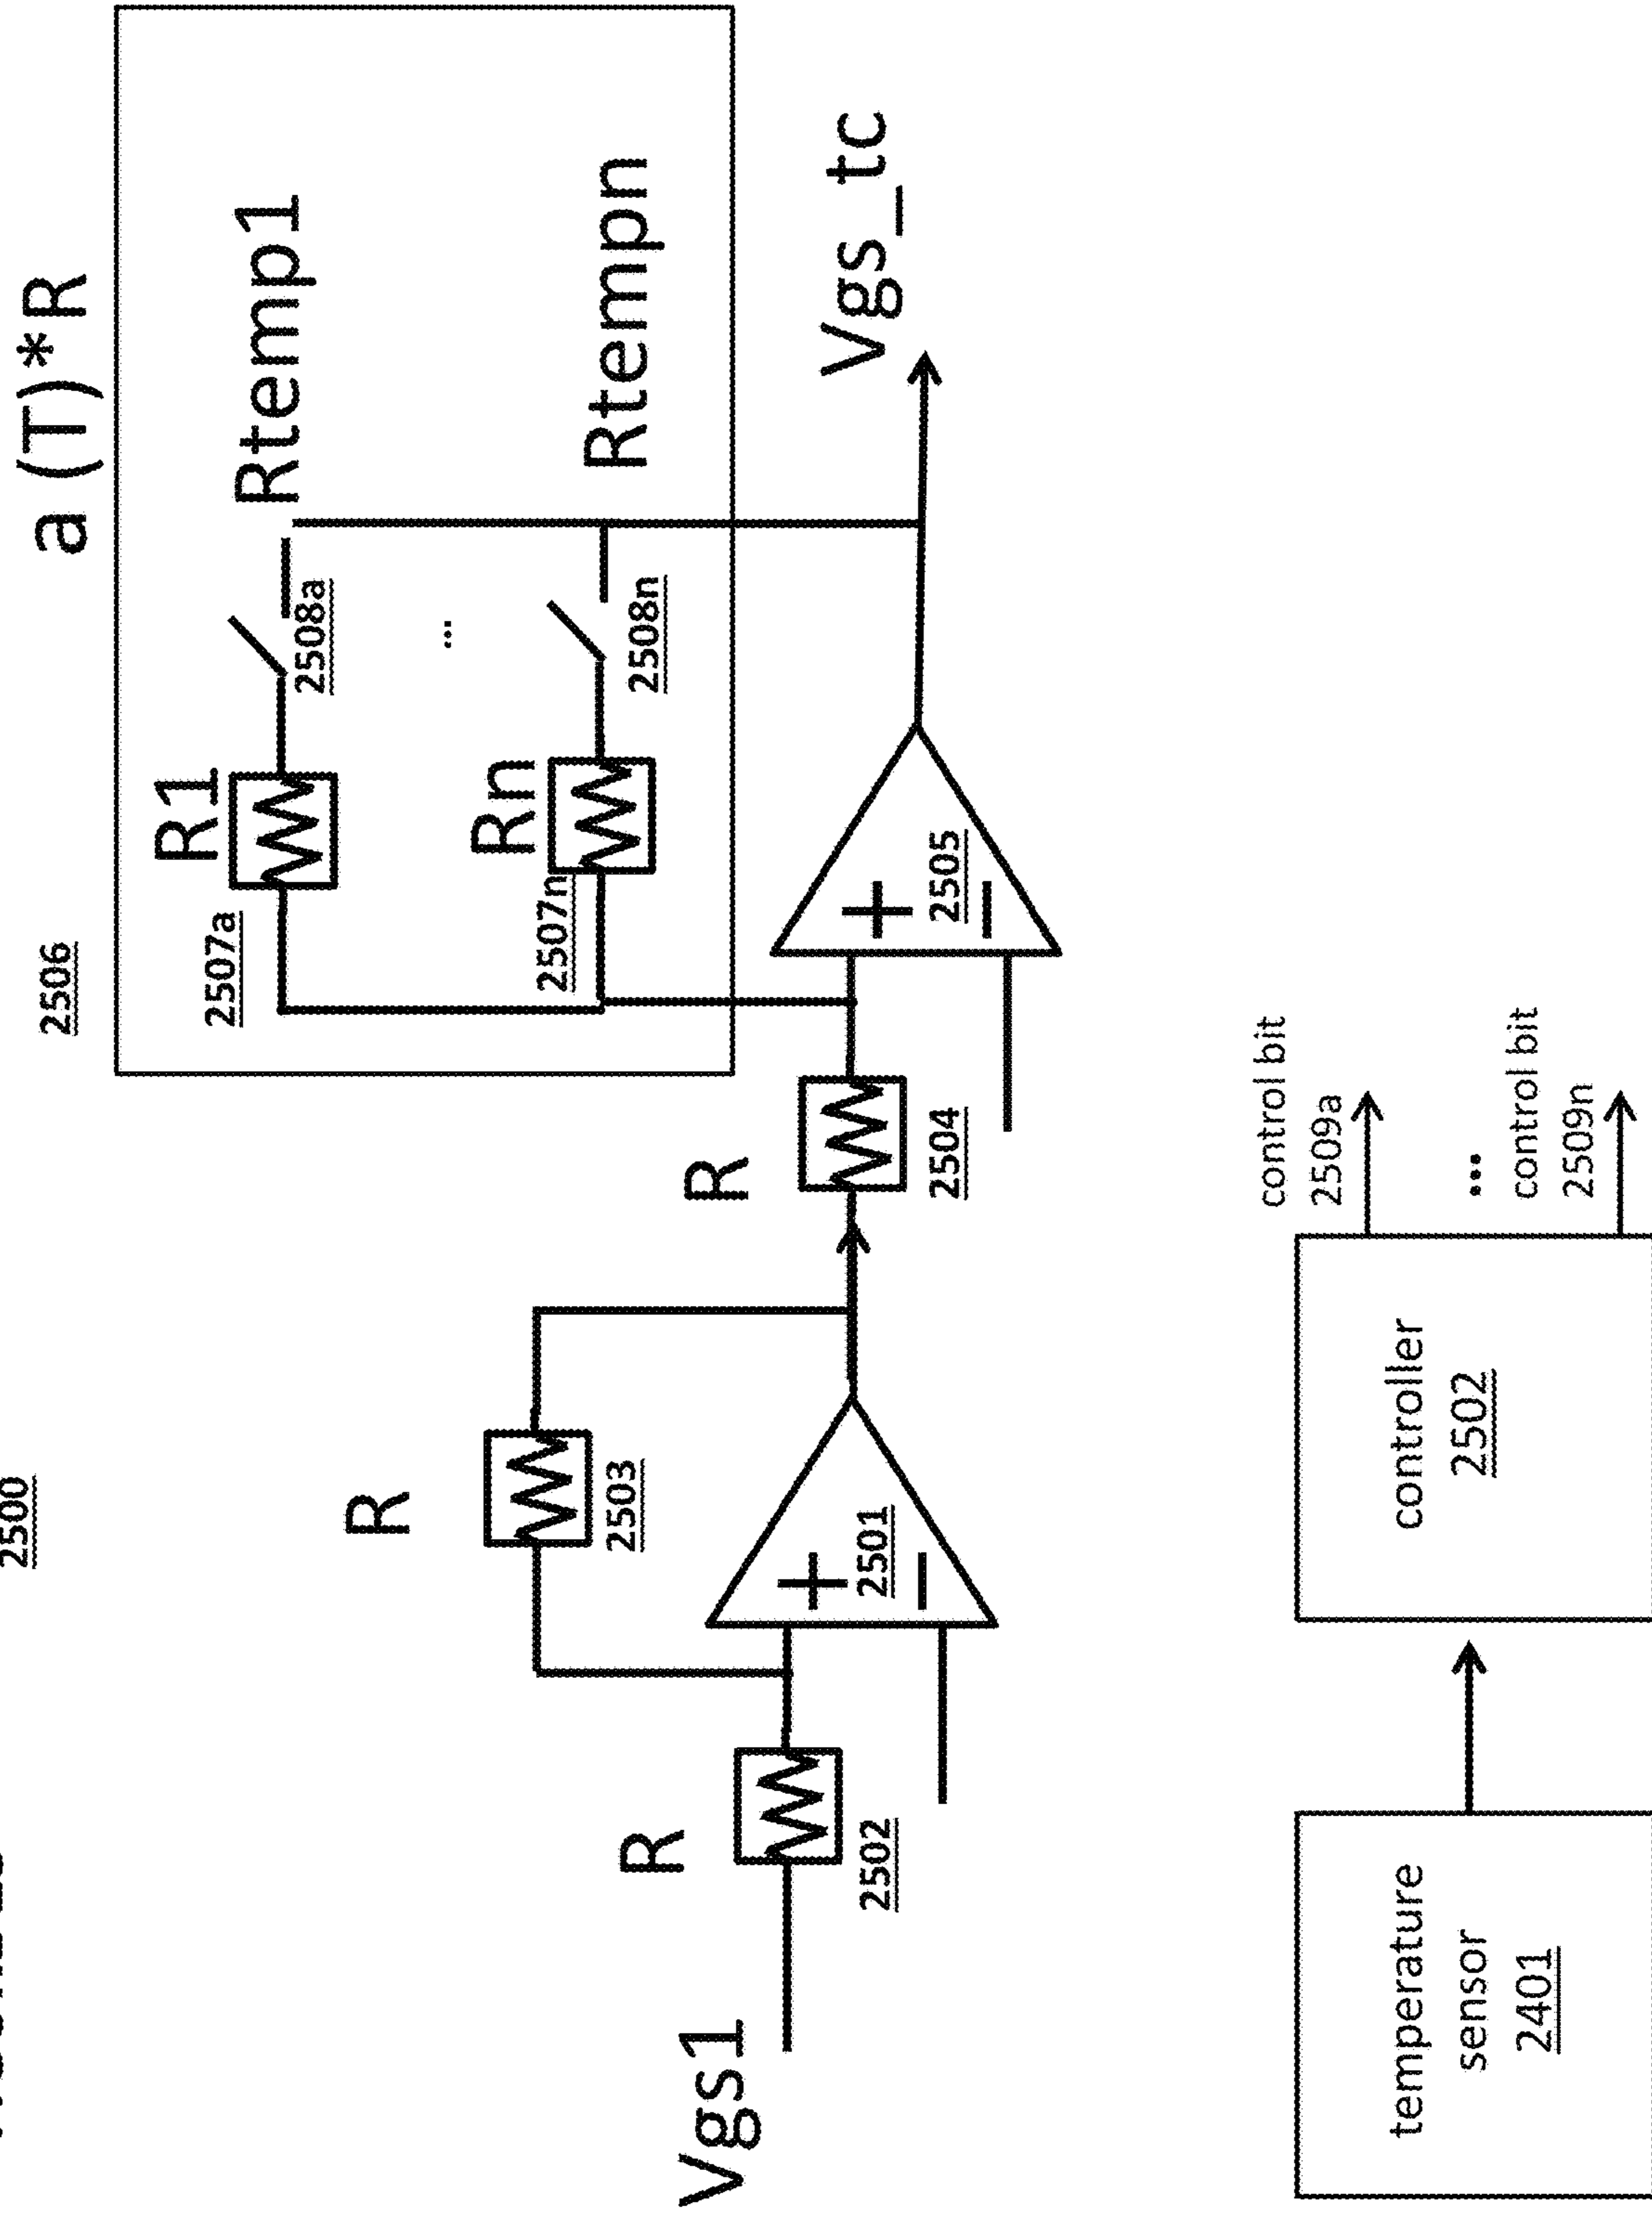 2500
2506
a (T)*R
R1
Rtemp1
2507a
2508a
...
Rn
Rtempn
2507n
2508n
R
2503
R
Vgs_tc
Vgs1
R
+
2501
−
+
2505
−
2502
2504
control bit
2509a
...
control bit
2509n
temperature
sensor
2401
controller
2502